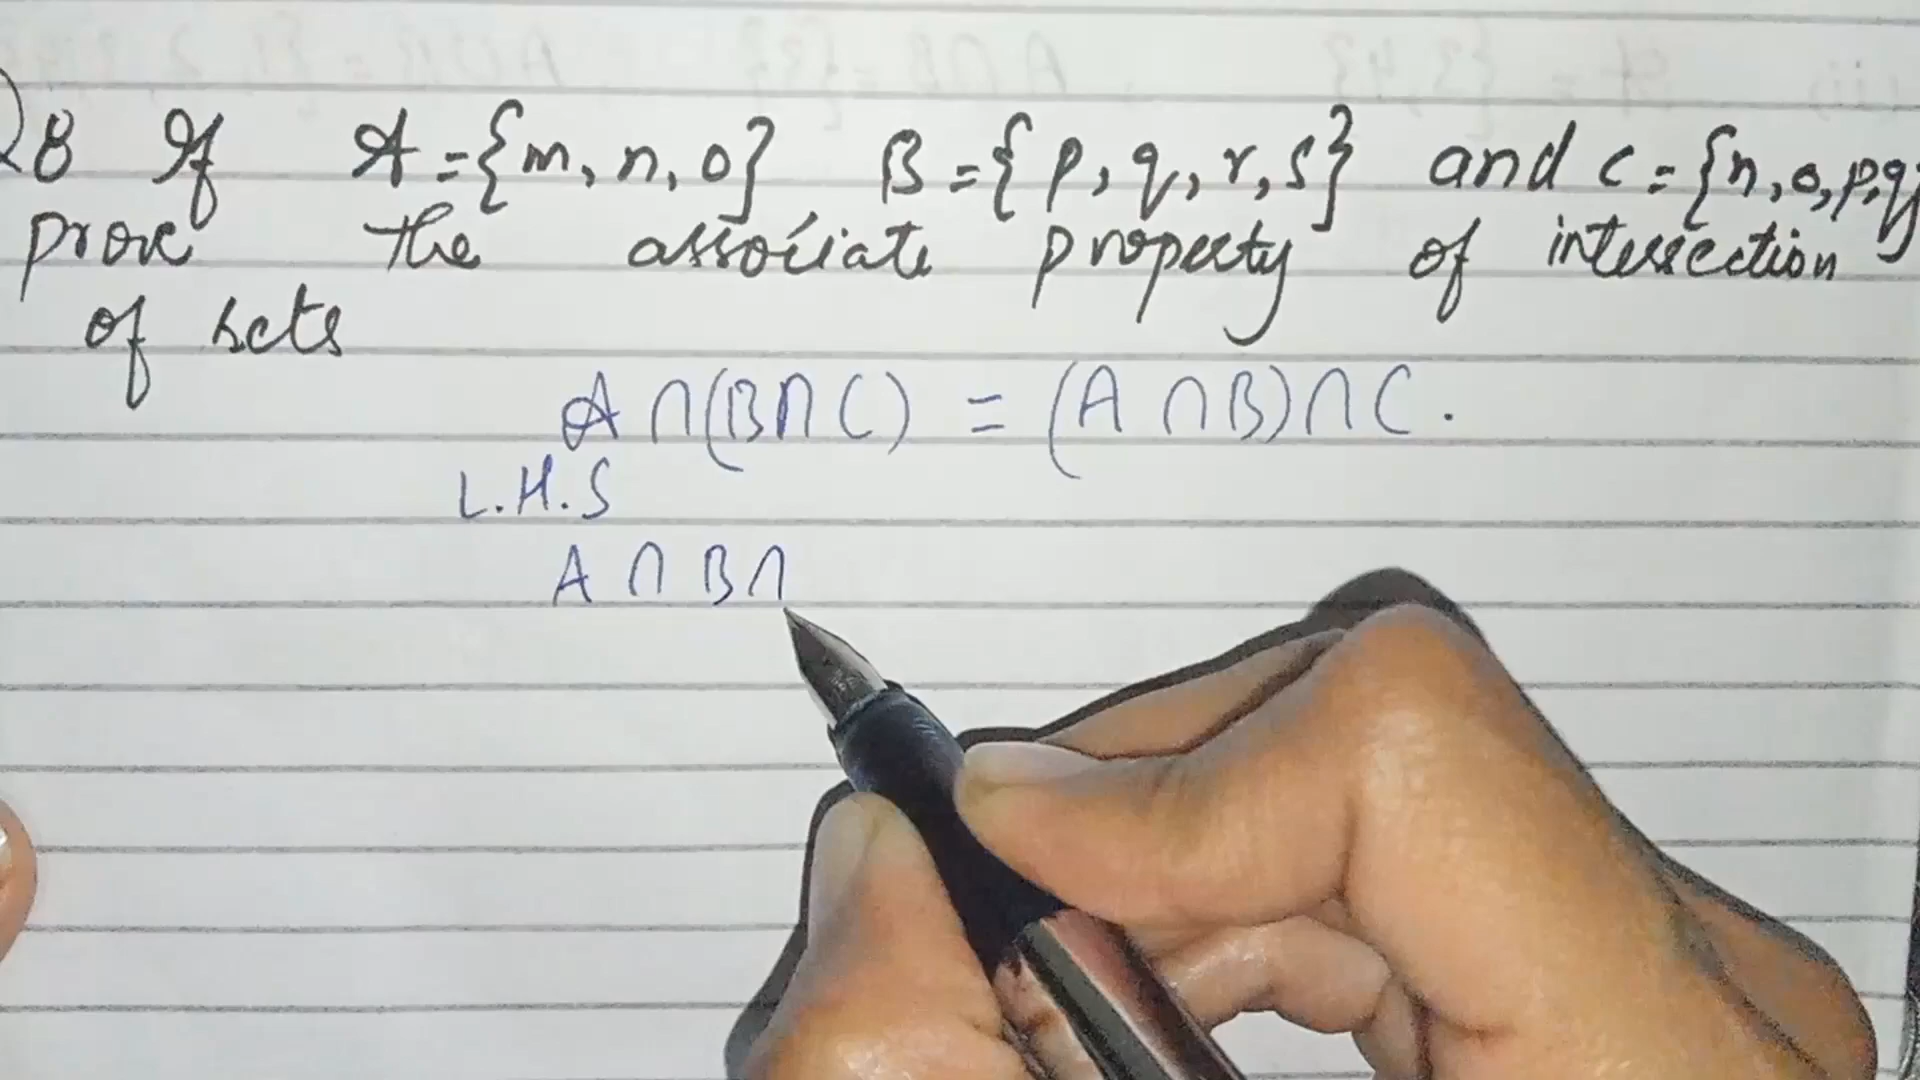 Q8 If A={m,n,o} B={p,q,r,s} and C={n,o,p,q}
prove the associate property of intersection
of sets
A∩(B∩C) = (A∩B)∩C.
L.H.S
A ∩ B∩